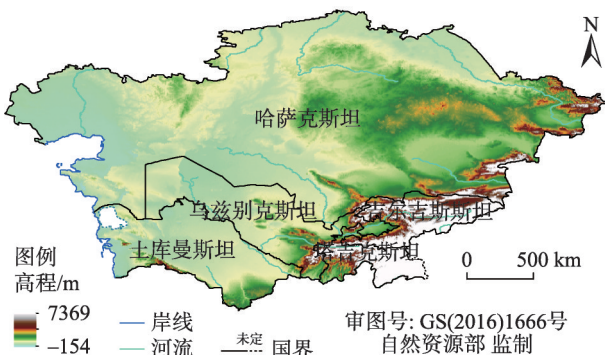 N
哈萨克斯坦
乌兹别克斯坦
吉尔吉斯斯坦
土库曼斯坦
塔吉克斯坦
图例
高程/m
7369
-154
岸线
河流
未定
国界
0 500 km
审图号: GS(2016)1666号
自然资源部 监制